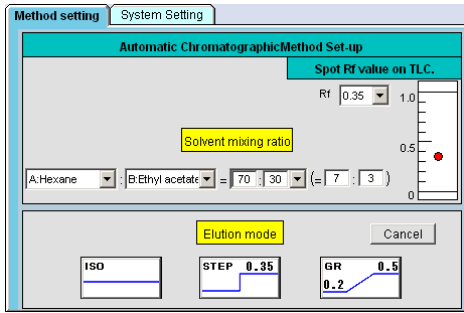 Method setting System Setting
Automatic ChromatographicMethod Set-up
Spot Rf value on TLC.
Rf 0.35 1.0
Solvent mixing ratio 0.5
A:Hexane : B:Ethyl acetate = 70 : 30 (= 7 : 3 )
0
Elution mode Cancel
ISO STEP 0.35 GR 0.5
0.2